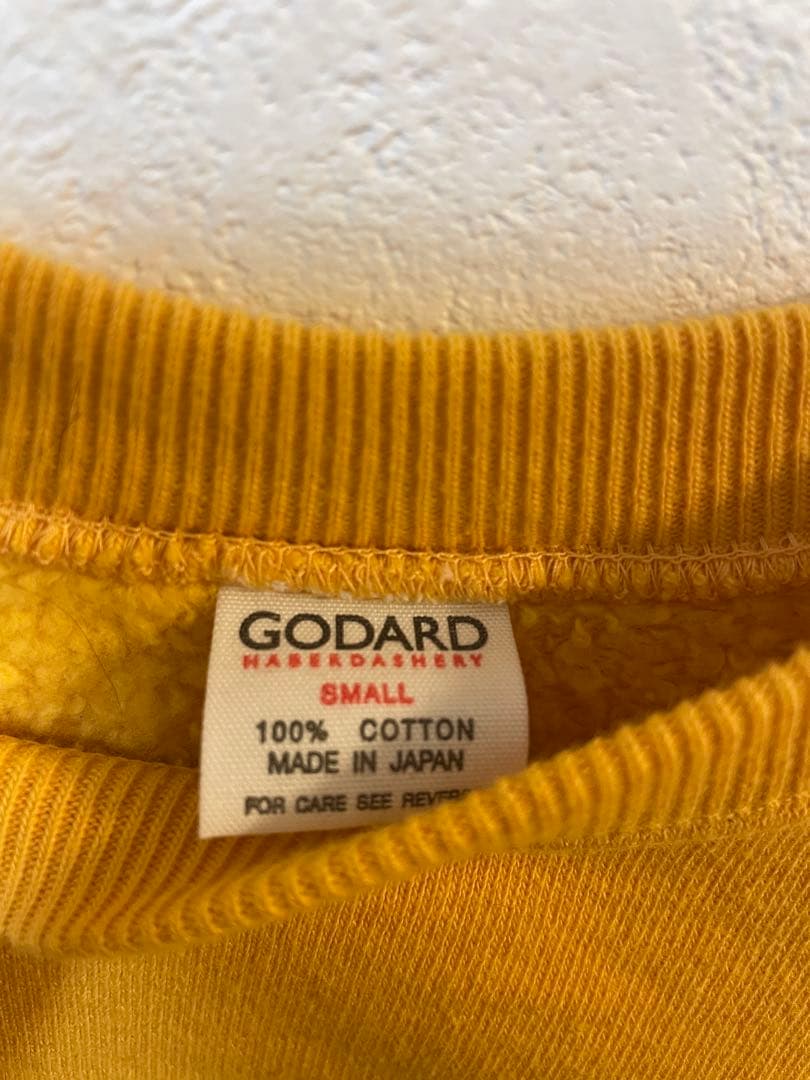 GODARD
HABERDASHERY
SMALL
100% COTTON
MADE IN JAPAN
FOR CARE SEE